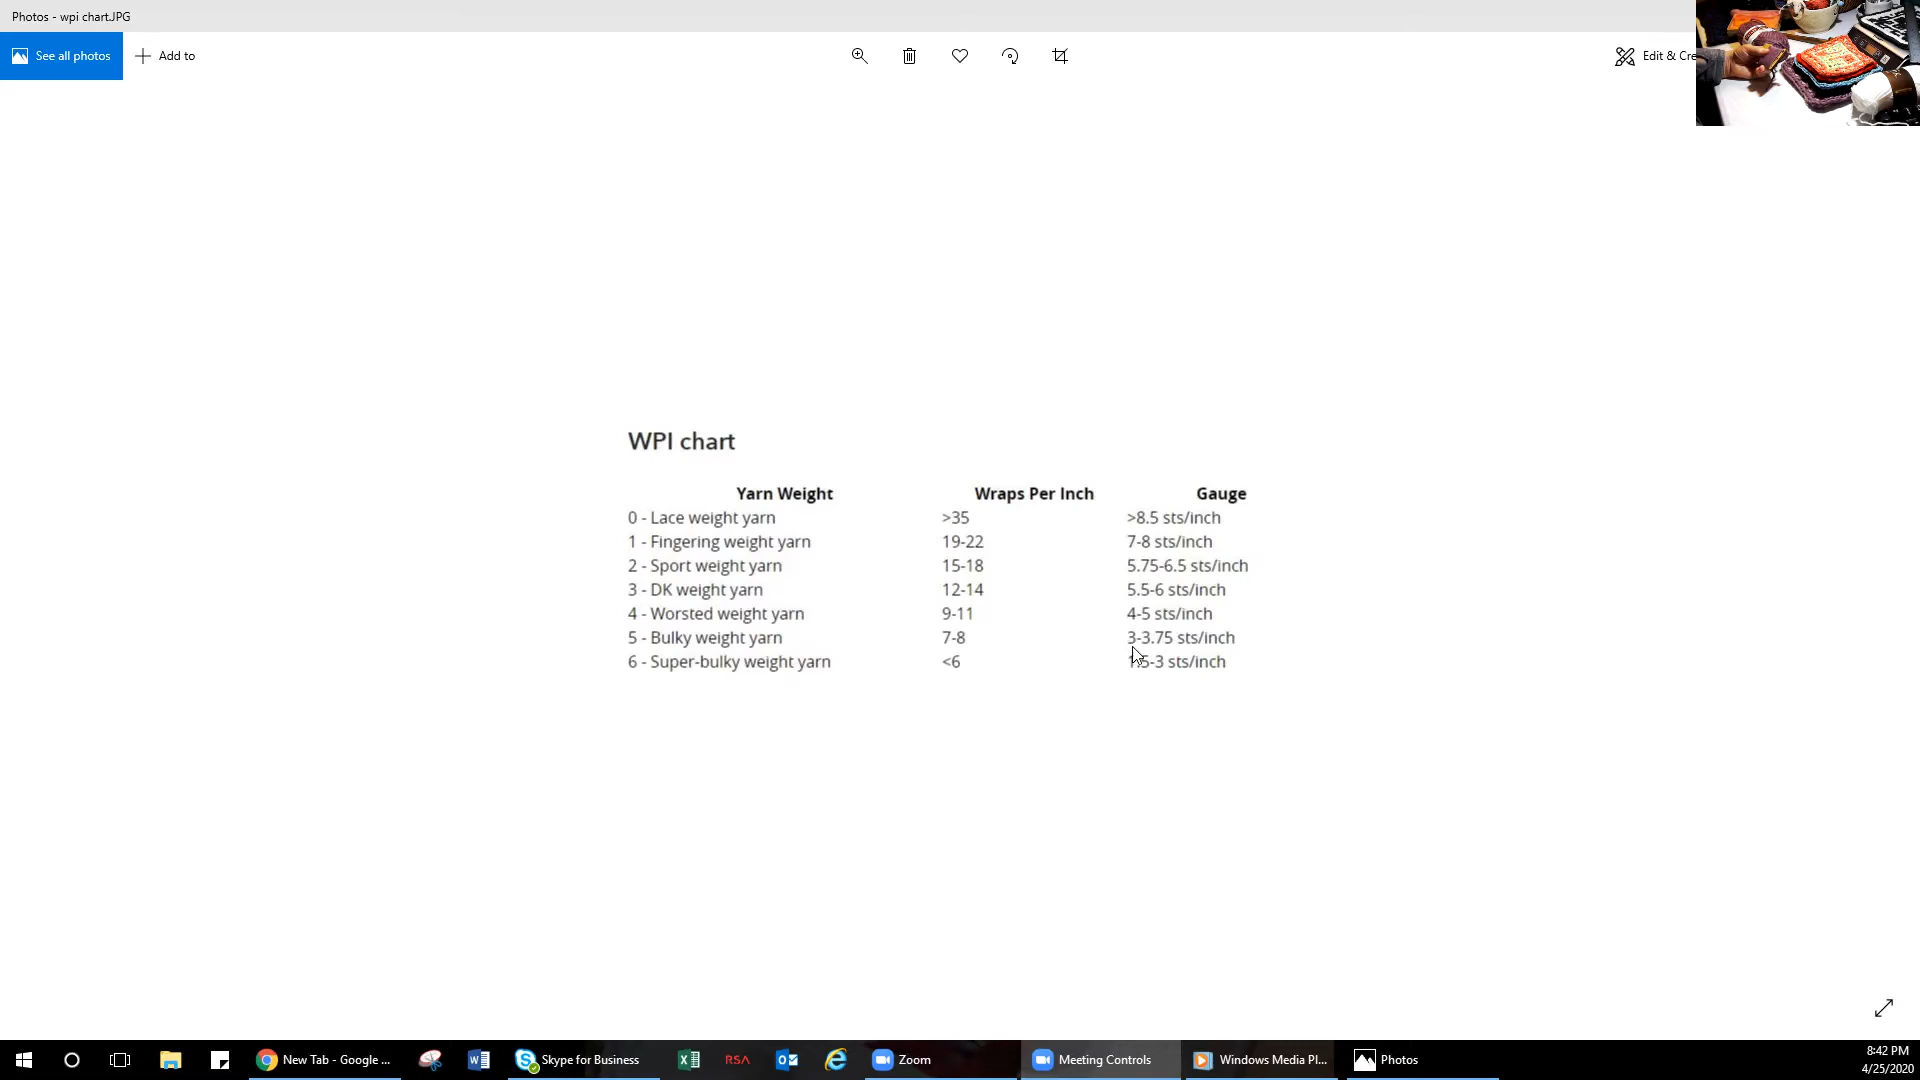 Photos - wpi chart.JPG
See all photos
Add to
Edit & Cre
WPI chart
Yarn Weight Wraps Per Inch Gauge
0 - Lace weight yarn >35 >8.5 sts/inch
1 - Fingering weight yarn 19-22 7-8 sts/inch
2 - Sport weight yarn 15-18 5.75-6.5 sts/inch
3 - DK weight yarn 12-14 5.5-6 sts/inch
4 - Worsted weight yarn 9-11 4-5 sts/inch
5 - Bulky weight yarn 7-8 3-3.75 sts/inch
6 - Super-bulky weight yarn <6 sts/inch
New Tab - Google ... Skype for Business RSA Zoom Meeting Controls Windows Media Pl... Photos
8:42 PM
4/25/2020